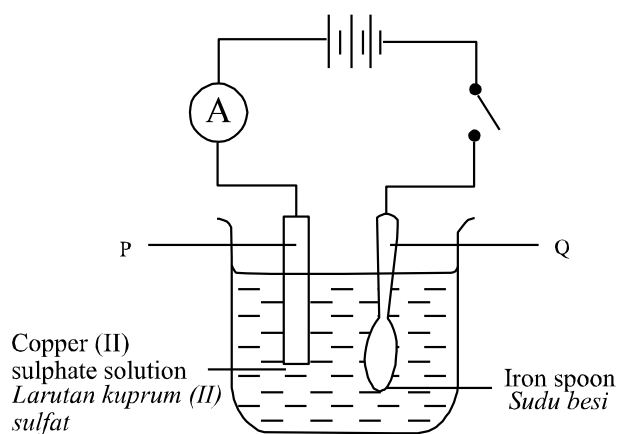 A
P
Q
Copper (II)
sulphate solution
Larutan kuprum (II)
sulfat
Iron spoon
Sudu besi